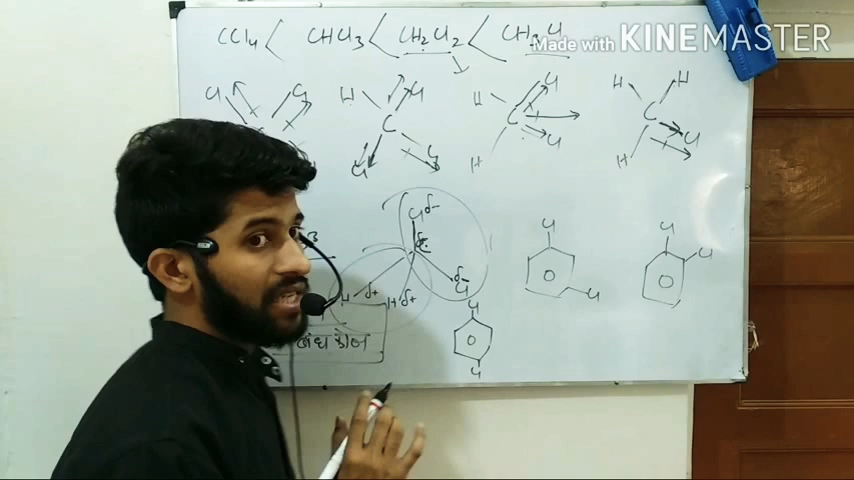 CCl4 < CHCl3 < CH2Cl2 < CH3Cl
Made with KINEMASTER
Cl Cl H Cl H Cl H H
C C C
Cl Cl H Cl H Cl
Cl δ-
C
Cl δ-
H δ+ H δ+
3
Cl Cl
Cl Cl
Cl
Cl